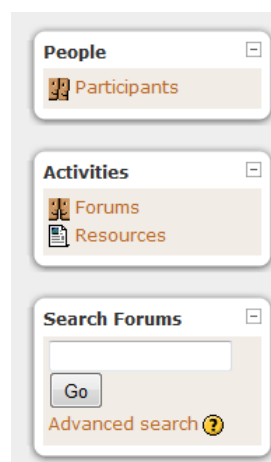 People
Participants
Activities
Forums
Resources
Search Forums
Go
Advanced search ?